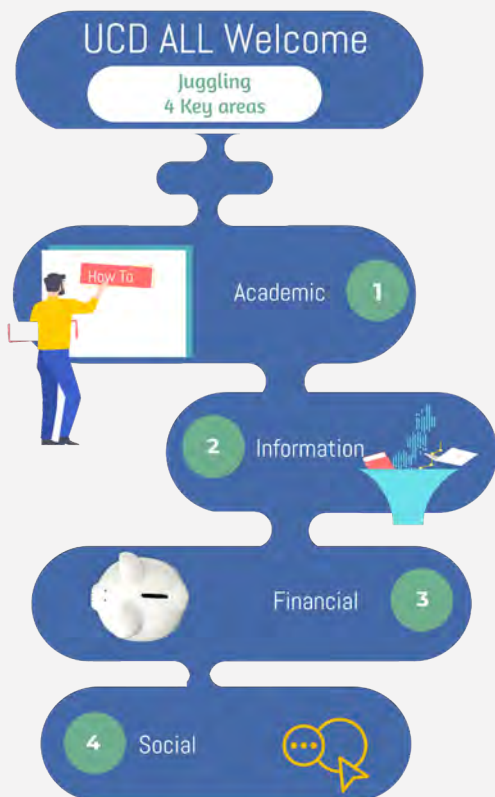 UCD ALL Welcome
Juggling
4 Key areas
How To
Academic 1
2 Information
Financial 3
4 Social